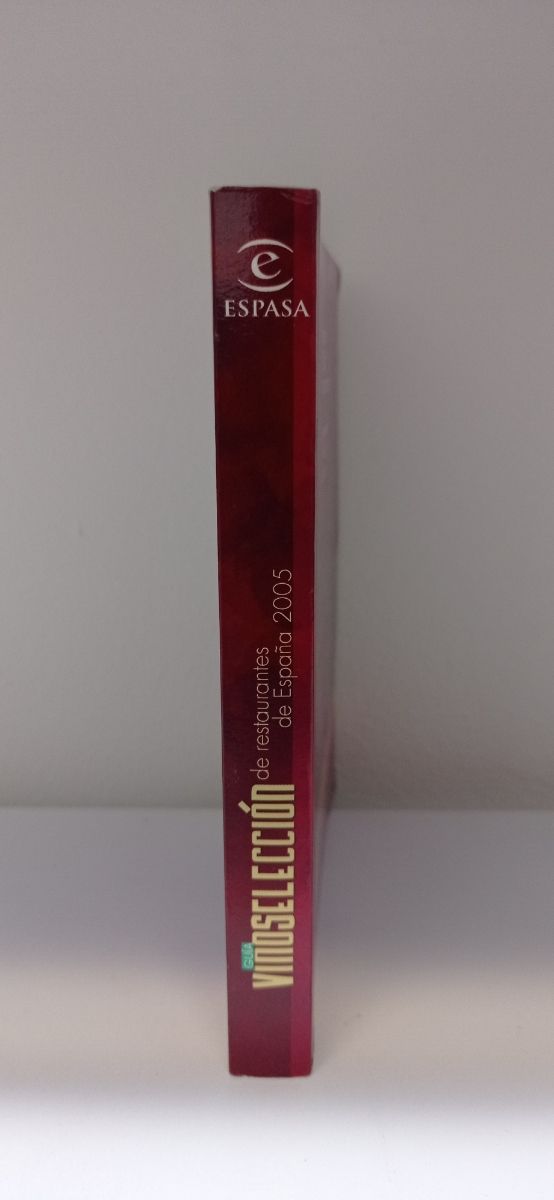 e
ESPASA
GUÍA
VINOSELECCIÓN
de restaurantes
de España 2005